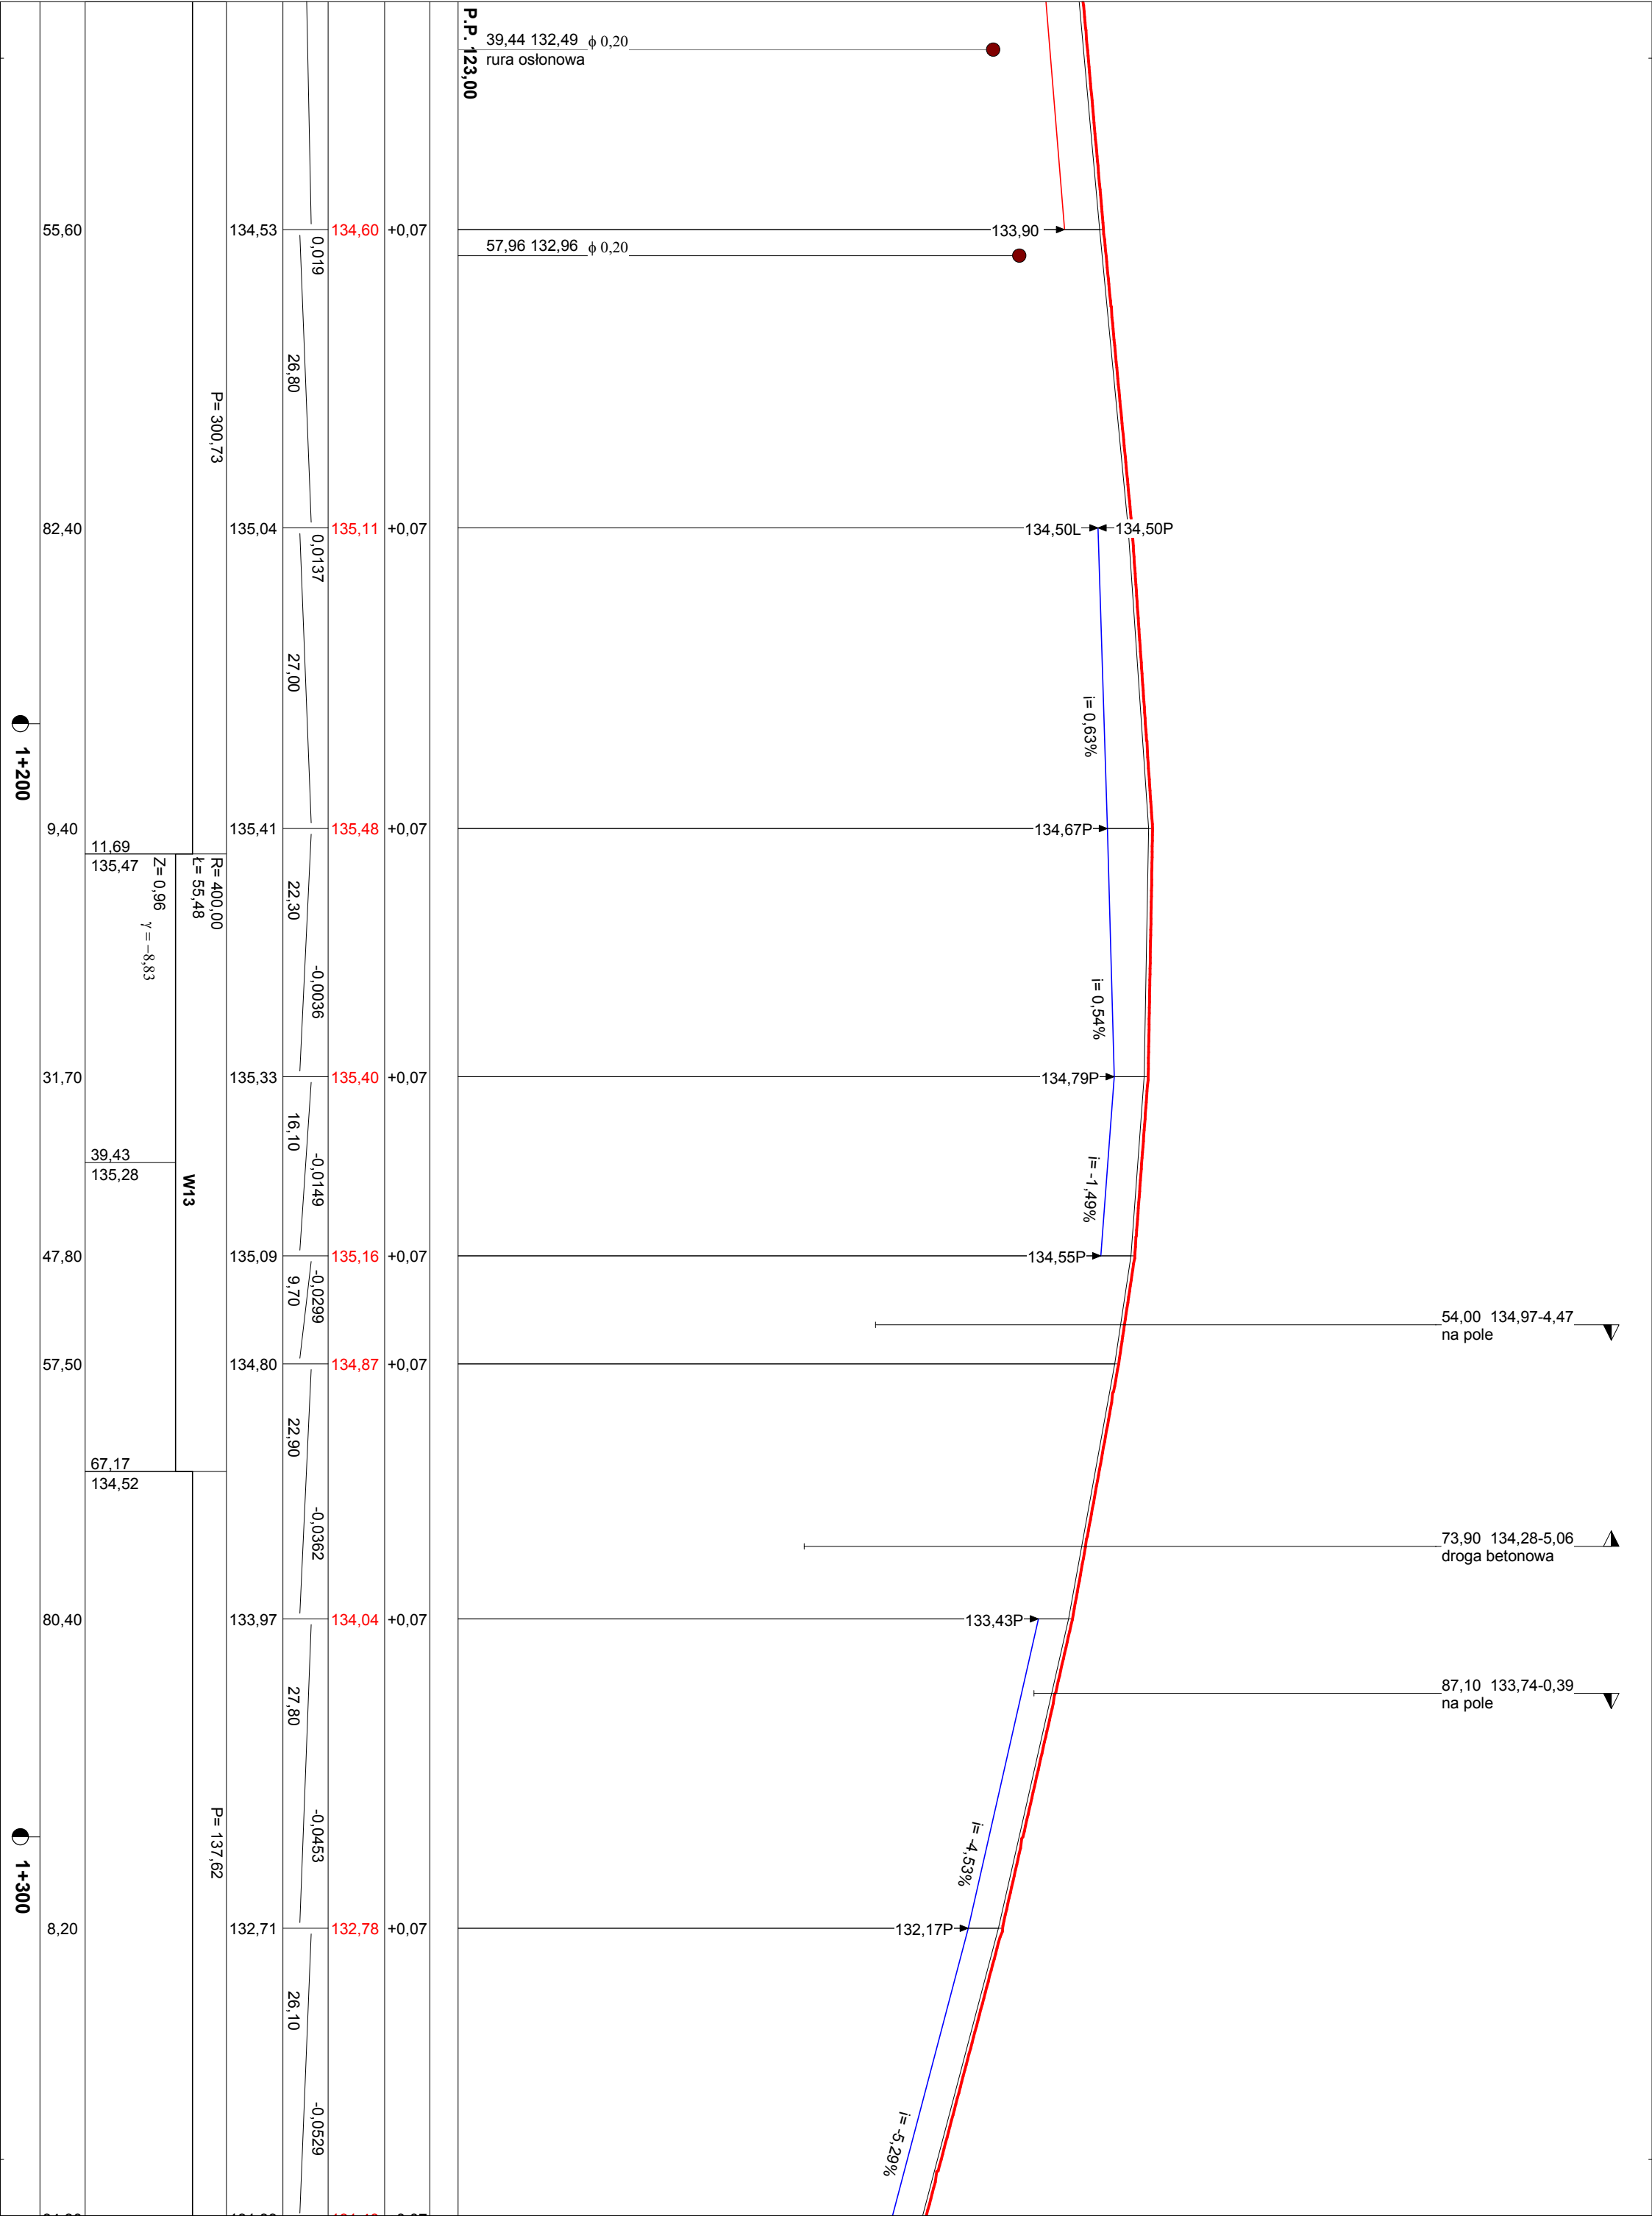 P.P. 123,00
39,44 132,49 ϕ 0,20
rura osłonowa
55,60 134,53 0,019 134,60 +0,07 133,90
57,96 132,96 ϕ 0,20
26,80
P= 300,73
82,40 135,04 0,0137 135,11 +0,07 134,50L 134,50P
27,00
i= 0,63%
1+200
9,40 135,41 135,48 +0,07 134,67P
11,69
135,47
Z= 0,96
γ = −8,83
R= 400,00
Ł= 55,48
22,30
-0,0036
i= 0,54%
31,70 135,33 135,40 +0,07 134,79P
16,10
-0,0149
i= -1,49%
39,43
135,28
W13
47,80 135,09 135,16 +0,07 134,55P
9,70
-0,0299
54,00 134,97-4,47
na pole
57,50 134,80 134,87 +0,07
22,90
-0,0362
67,17
134,52
73,90 134,28-5,06
droga betonowa
80,40 133,97 134,04 +0,07 133,43P
27,80
87,10 133,74-0,39
na pole
-0,0453
i= -4,53%
P= 137,62
1+300
8,20 132,71 132,78 +0,07 132,17P
26,10
-0,0529
i= -5,29%